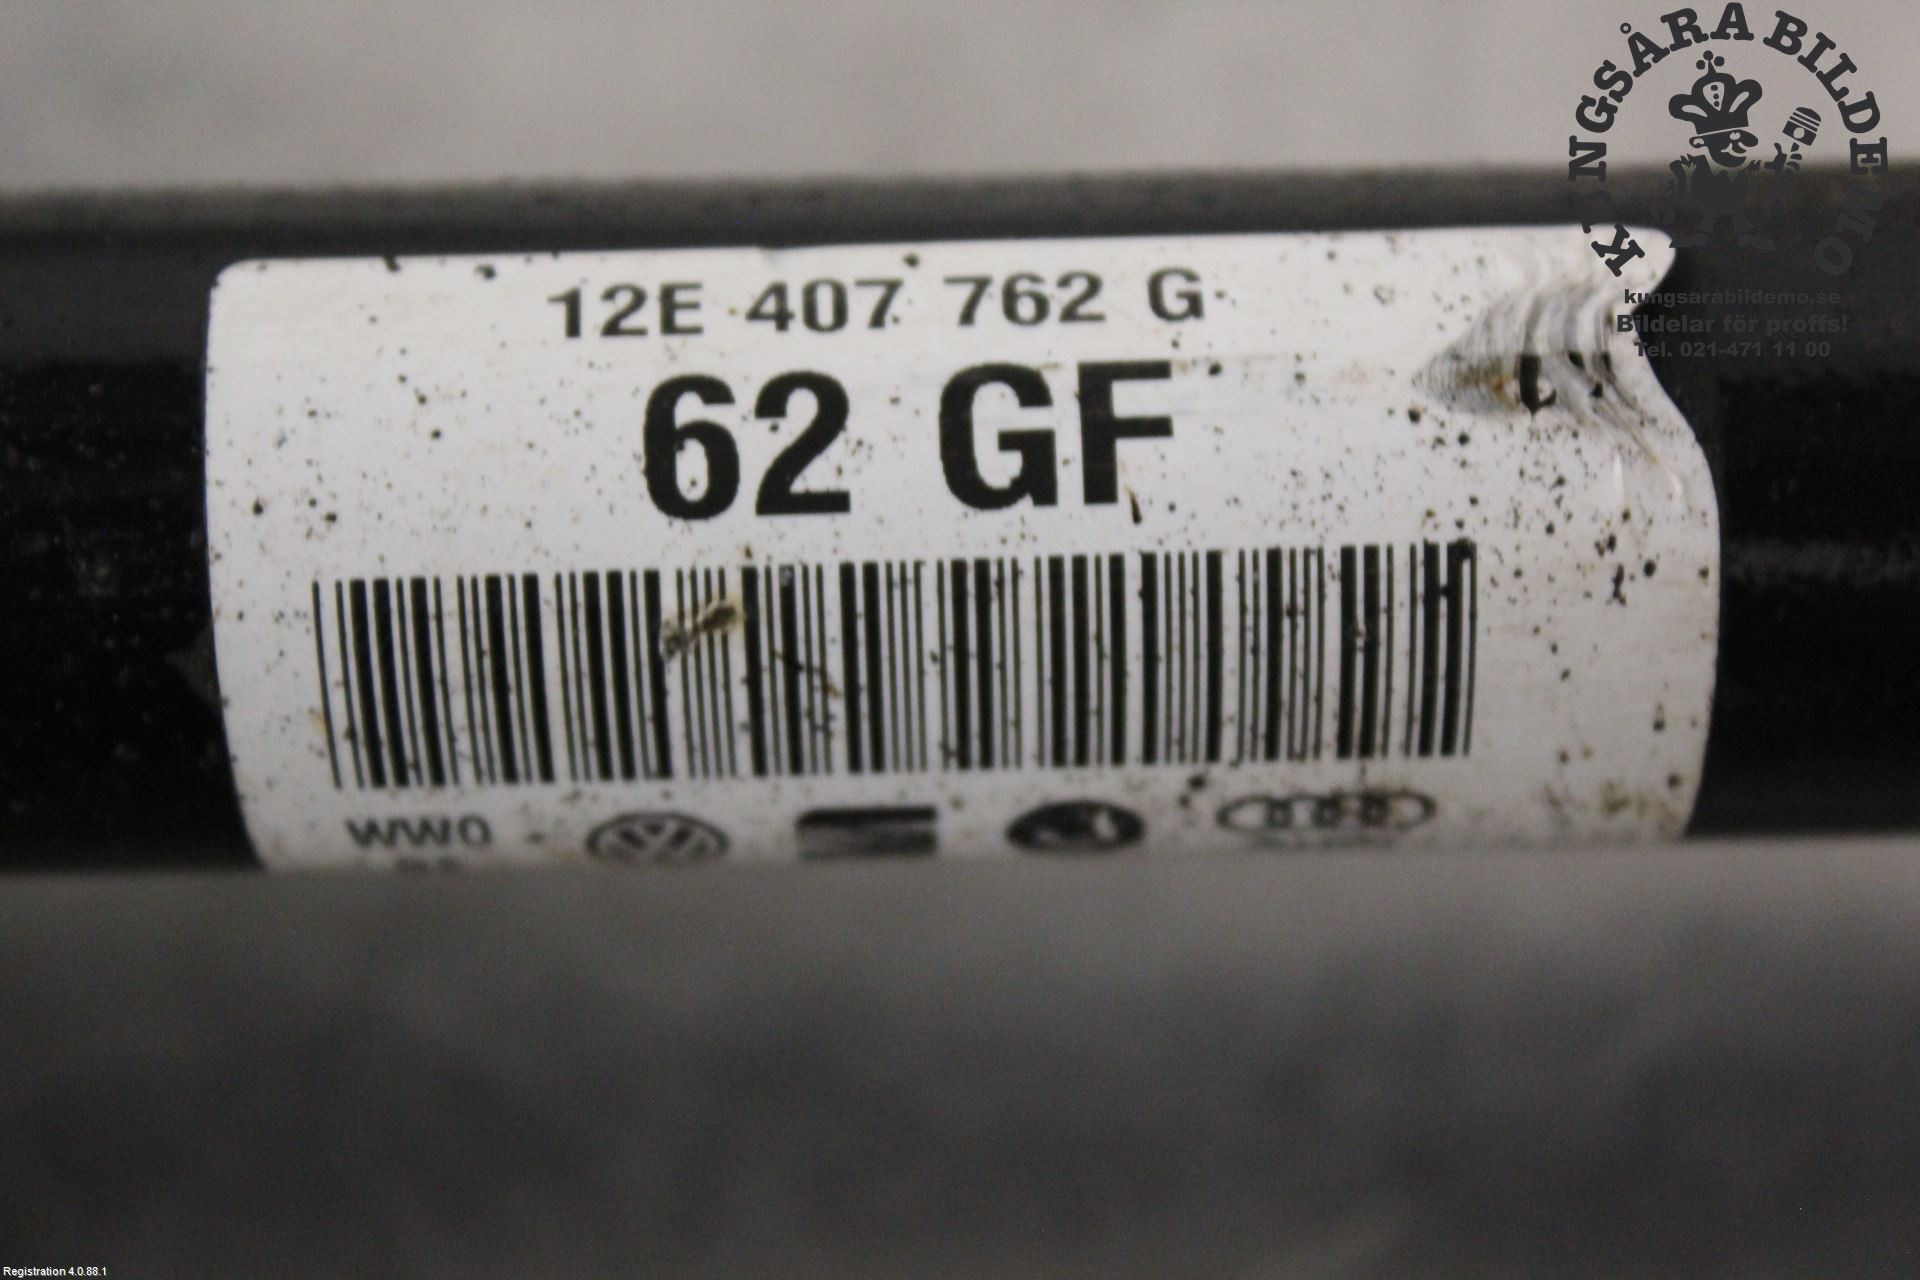 KUNGSÅRA BILDEMO
kungsarabildemo.se
Bildelar för proffs!
Tel. 021-471 11 00
12E 407 762 G
62 GF
WW0
Registration 4.0.88.1